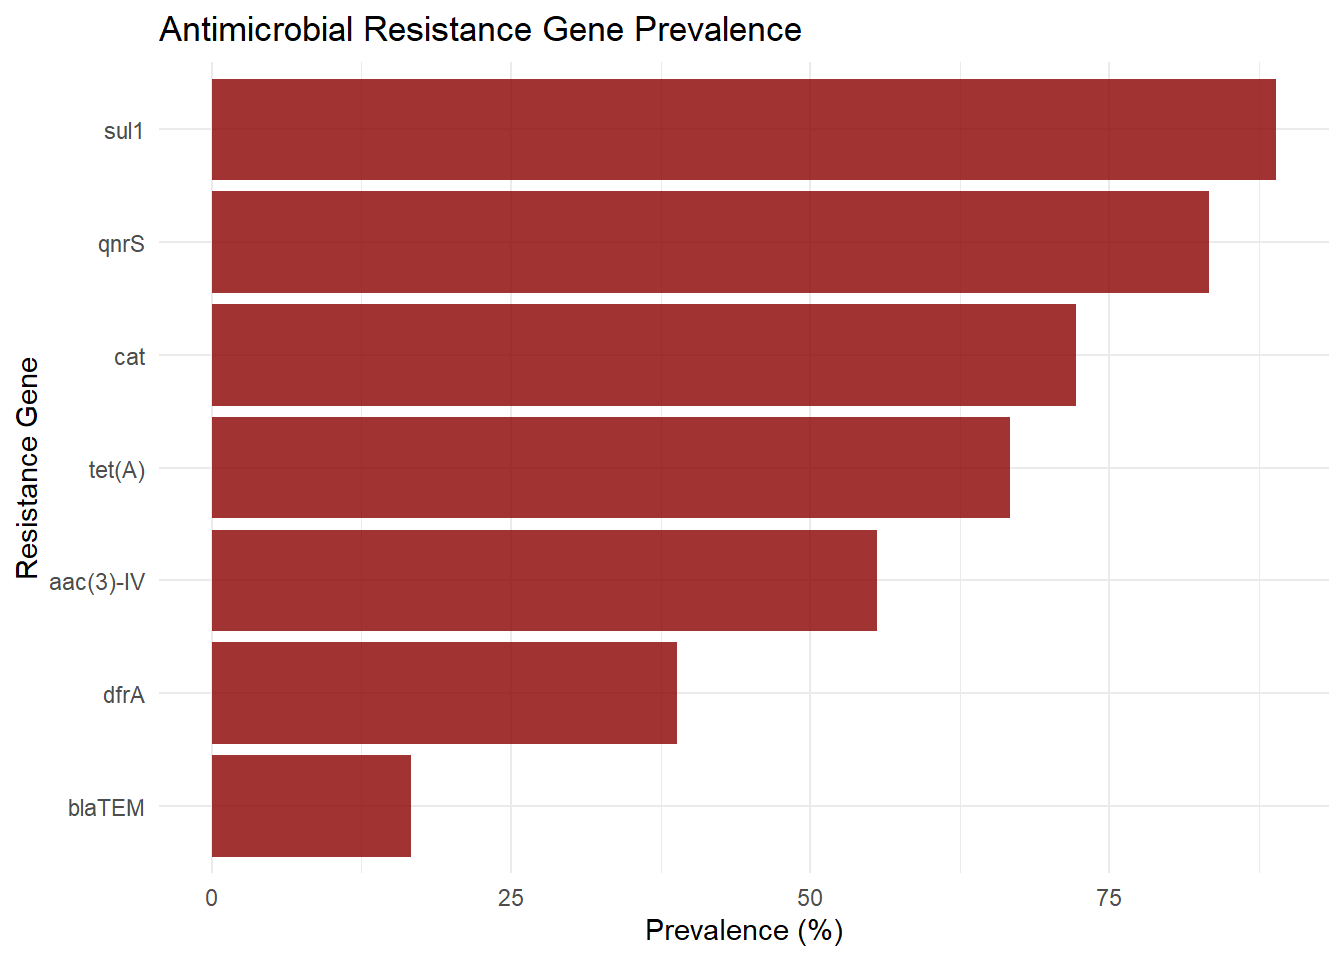 Antimicrobial Resistance Gene Prevalence
Resistance Gene
sul1
qnrS
cat
tet(A)
aac(3)-IV
dfrA
blaTEM
0 25 50 75
Prevalence (%)